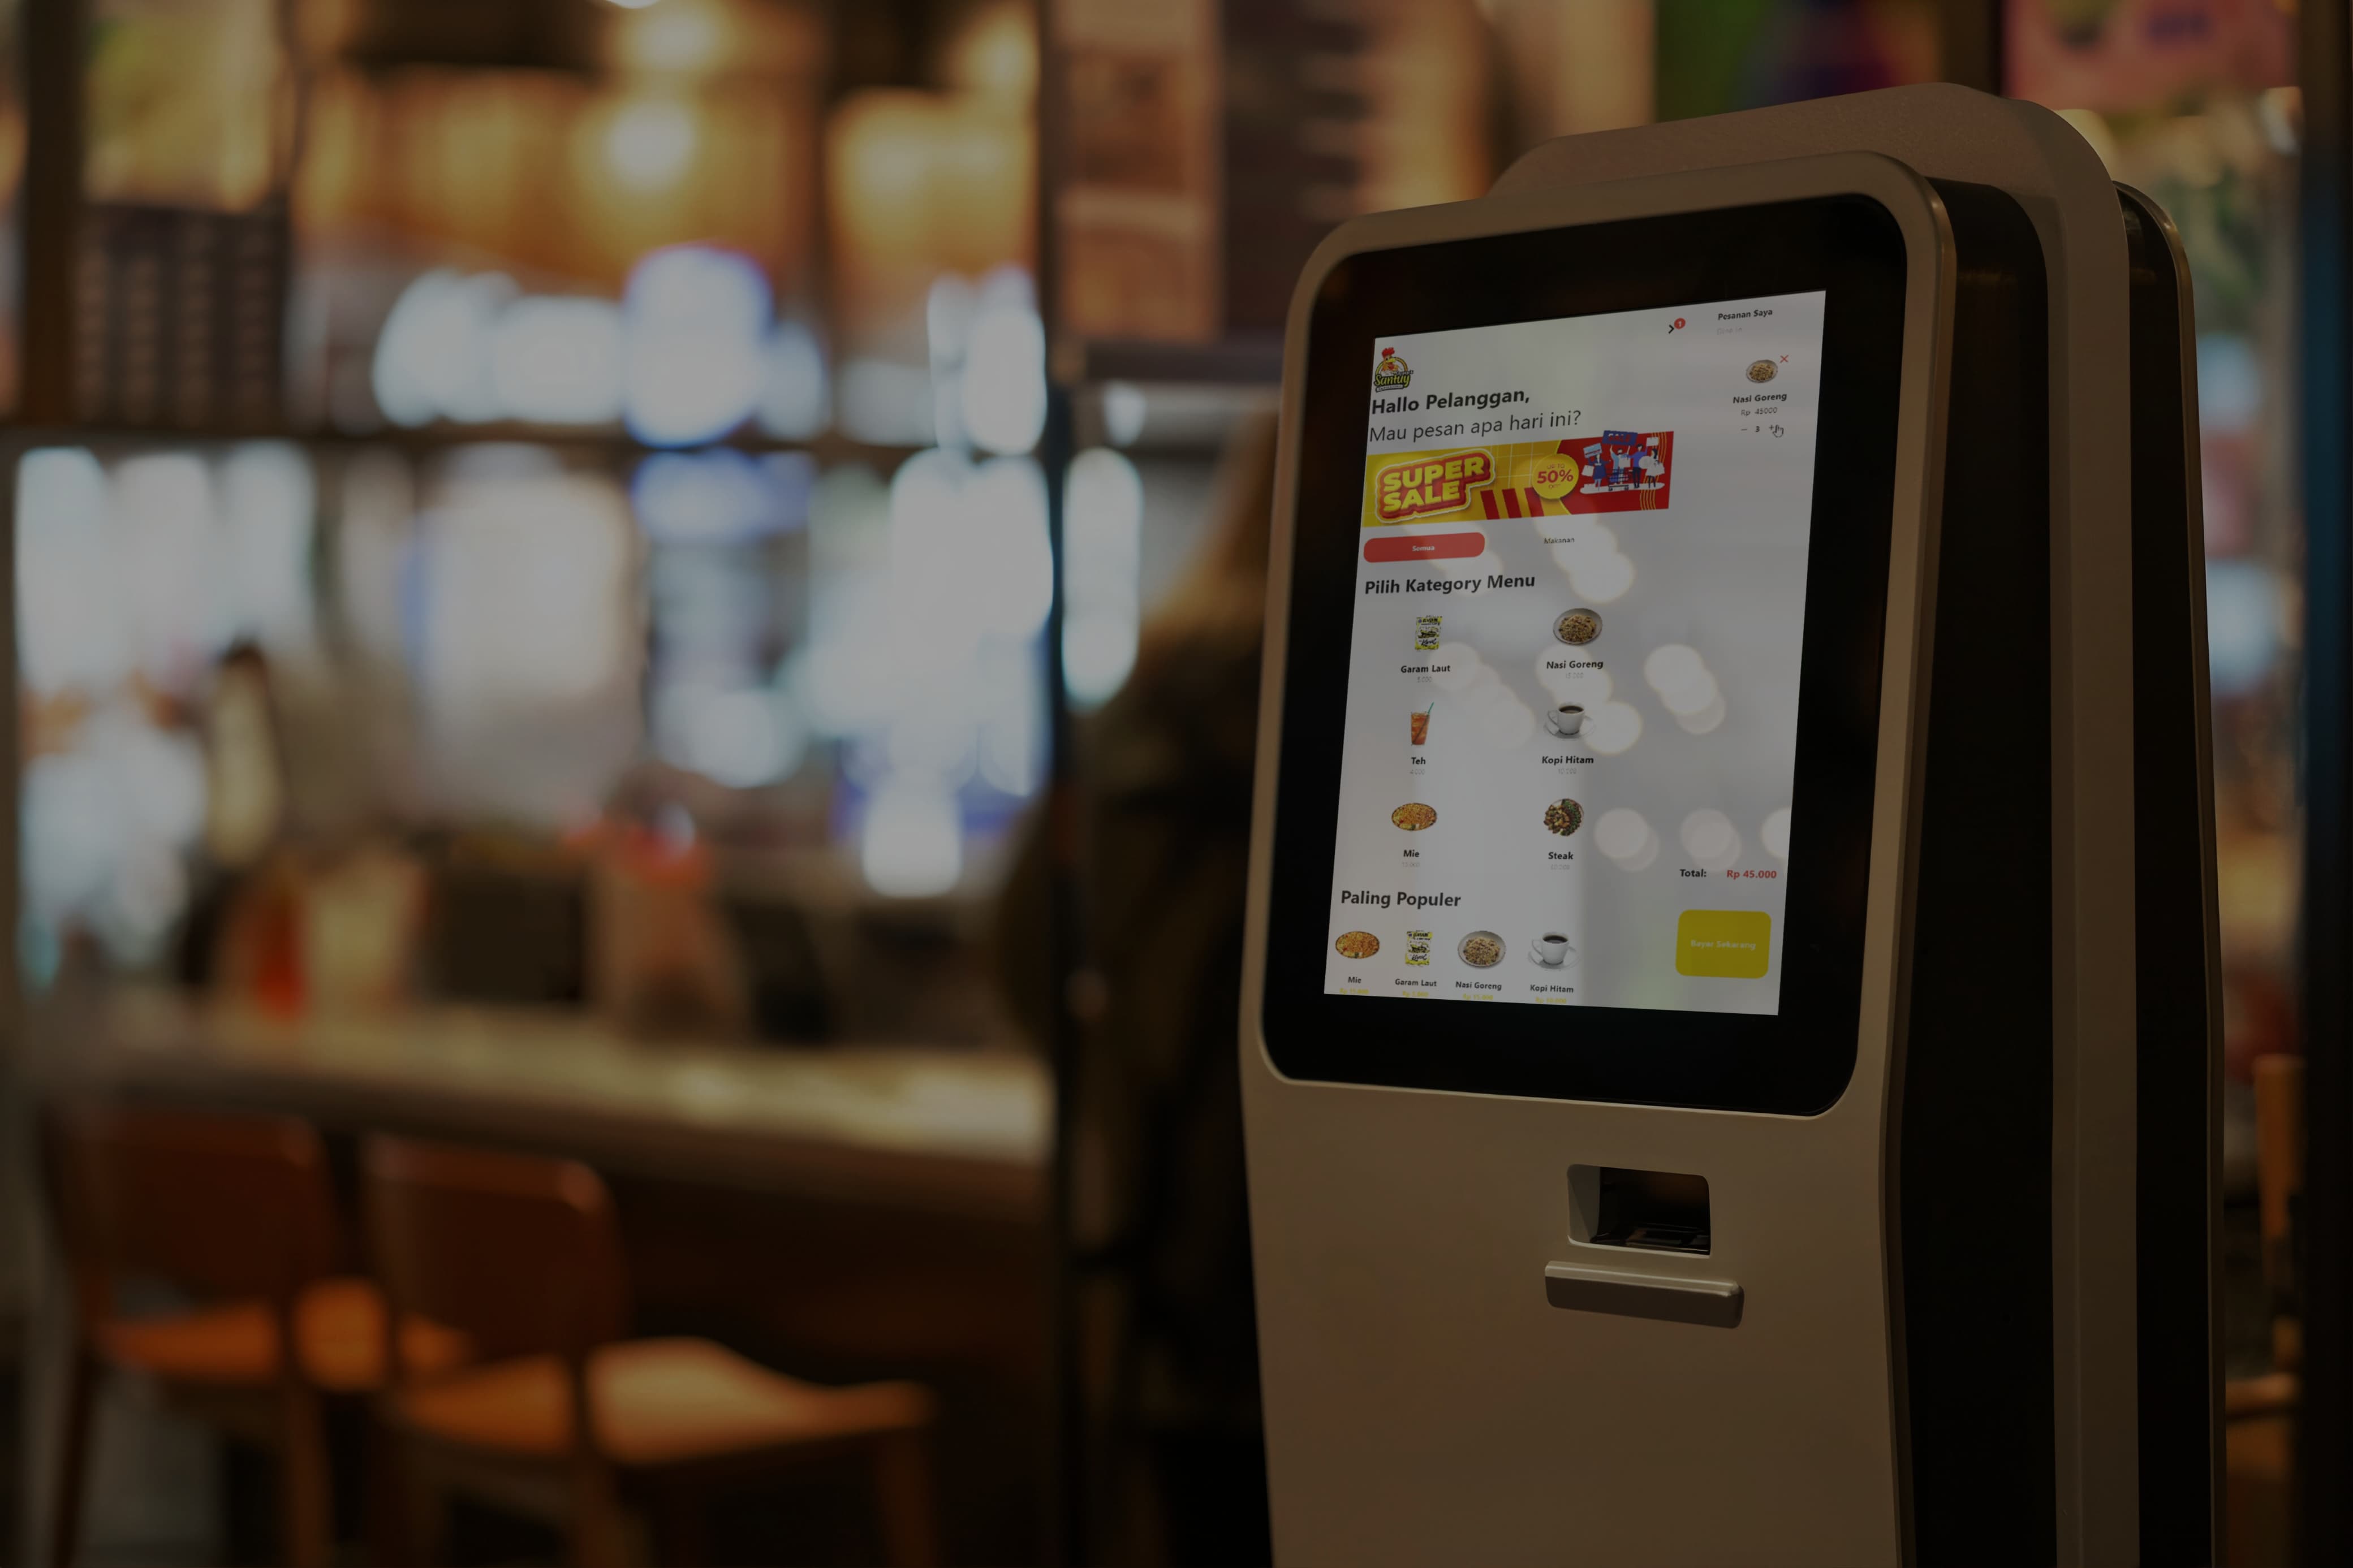 Pesanan Saya
1
Suntuy
Hallo Pelanggan,
Mau pesan apa hari ini?
Nasi Goreng
Rp 45000
- 3 +
SUPER
SALE
50%
Semua
Makanan
Pilih Kategory Menu
Garam Laut
Nasi Goreng
Teh
Kopi Hitam
Mie
Steak
Total: Rp 45.000
Paling Populer
Bayar Sekarang
Mie
Garam Laut
Nasi Goreng
Kopi Hitam